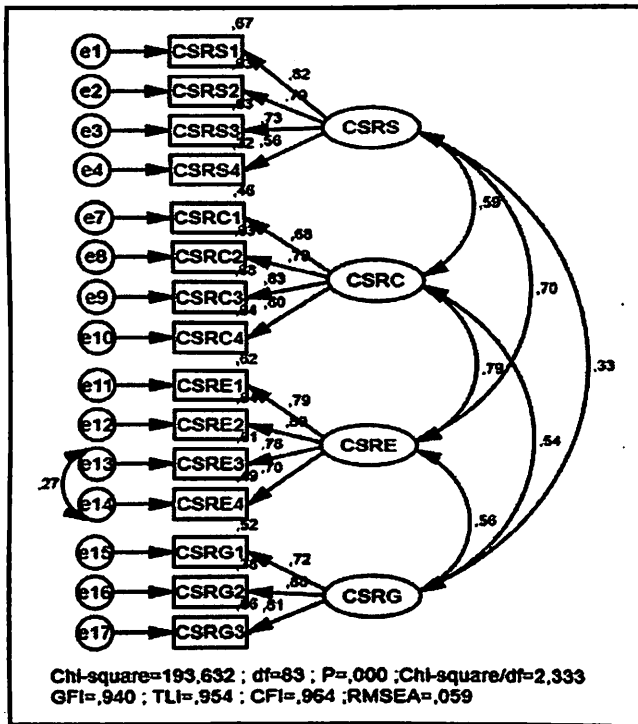 ,67
e1 CSRS1 ,82
e2 CSRS2
e3 CSRS3 ,73
,56
e4 CSRS4
CSRS
,46
e7 CSRC1 ,68
e8 CSRC2 ,79
e9 CSRC3 ,83
e10 CSRC4
CSRC
,62
e11 CSRE1 ,79
e12 CSRE2
e13 CSRE3 ,70
e14 CSRE4
CSRE
,27
,52
e15 CSRG1 ,72
e16 CSRG2
e17 CSRG3
,81
CSRG
,59
,70
,33
,79
,54
,56
Chi-square=193,632 ; df=83 ; P=,000 ;Chi-square/df=2,333
GFI=,940 ; TLI=,954 ; CFI=,964 ;RMSEA=,059